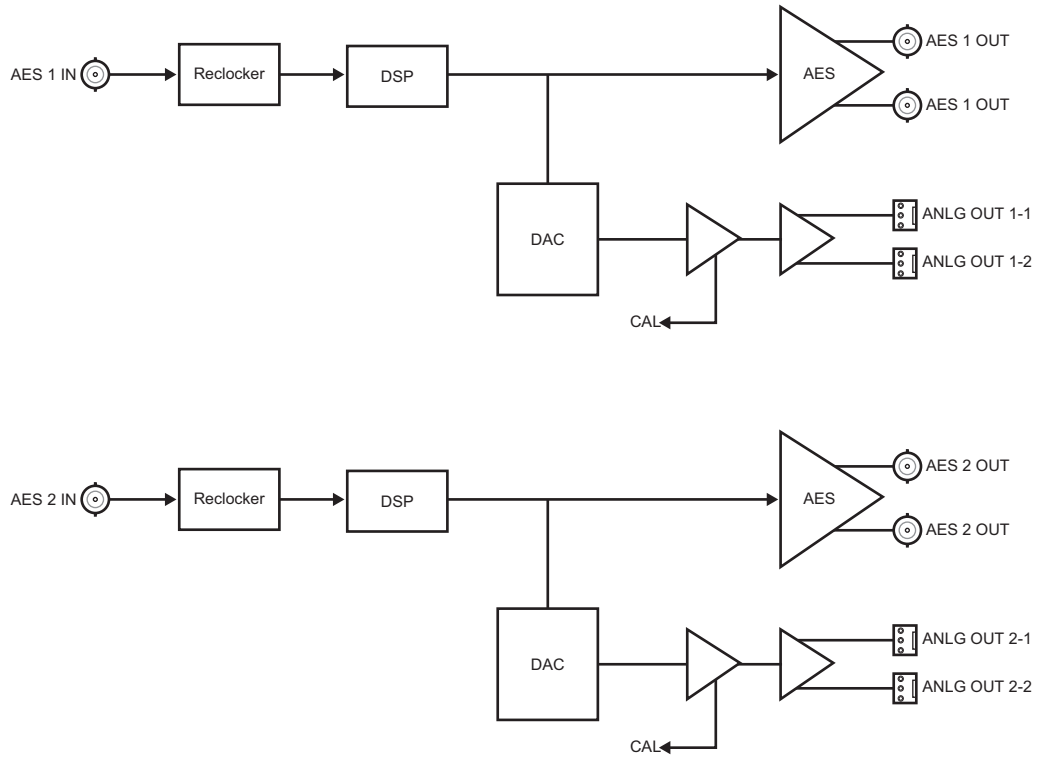 AES 1 IN
Reclocker
DSP
AES
AES 1 OUT
AES 1 OUT
DAC
ANLG OUT 1-1
ANLG OUT 1-2
CAL
AES 2 IN
Reclocker
DSP
AES
AES 2 OUT
AES 2 OUT
DAC
ANLG OUT 2-1
ANLG OUT 2-2
CAL